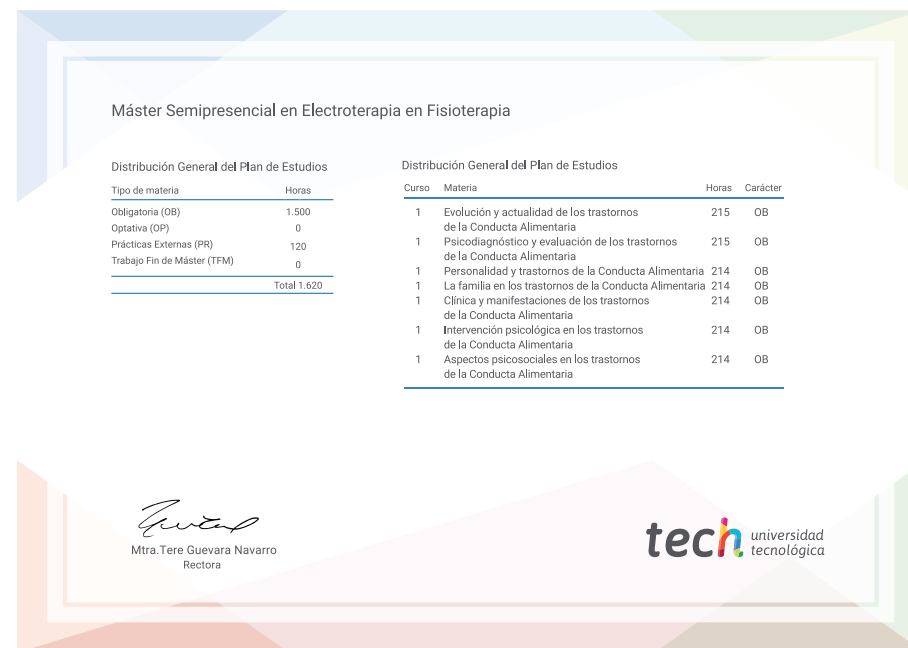 Máster Semipresencial en Electroterapia en Fisioterapia
Distribución General del Plan de Estudios
Tipo de materia Horas
Obligatoria (OB) 1.500
Optativa (OP) 0
Prácticas Externas (PR) 120
Trabajo Fin de Máster (TFM) 0
Total 1.620
Distribución General del Plan de Estudios
Curso Materia Horas Carácter
1 Evolución y actualidad de los trastornos 215 OB
de la Conducta Alimentaria
1 Psicodiagnóstico y evaluación de los trastornos 215 OB
de la Conducta Alimentaria
1 Personalidad y trastornos de la Conducta Alimentaria 214 OB
1 La familia en los trastornos de la Conducta Alimentaria 214 OB
1 Clínica y manifestaciones de los trastornos 214 OB
de la Conducta Alimentaria
1 Intervención psicológica en los trastornos 214 OB
de la Conducta Alimentaria
1 Aspectos psicosociales en los trastornos 214 OB
de la Conducta Alimentaria
Mtra.Tere Guevara Navarro
Rectora
tech universidad
tecnológica